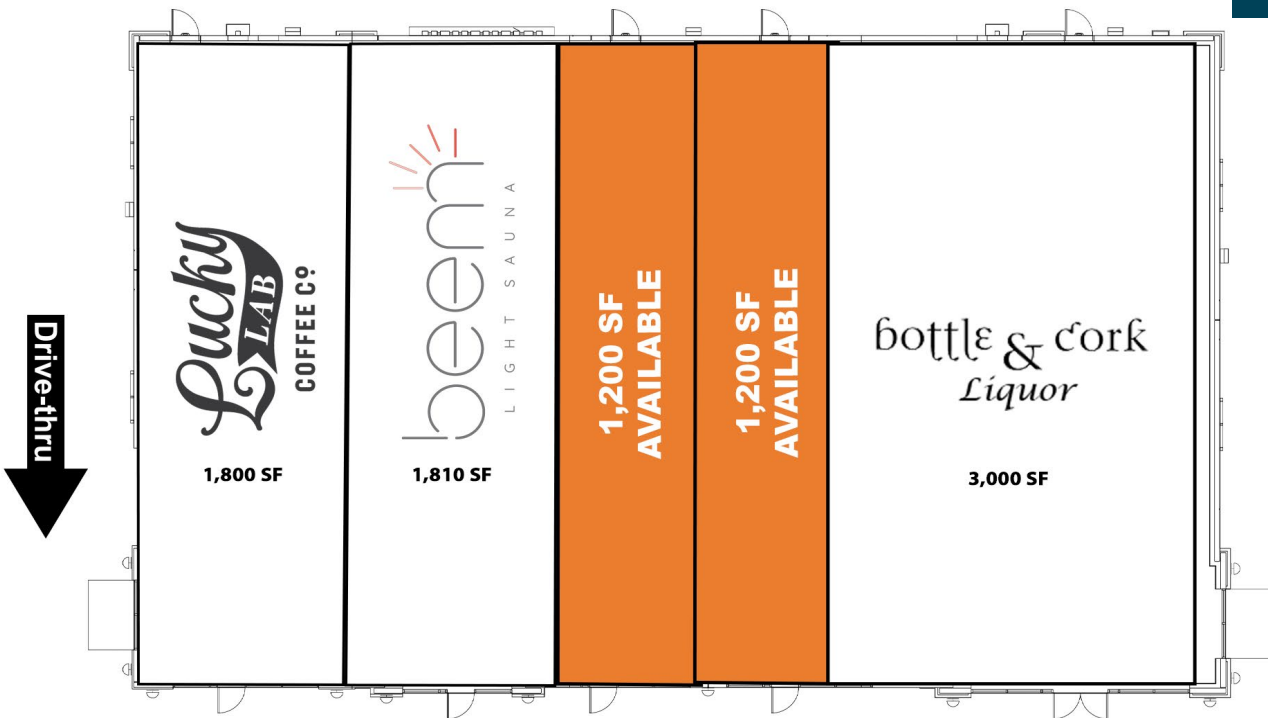 Drive-thru
Lucky
LAB
COFFEE Cº
1,800 SF
beem
LIGHT SAUNA
1,810 SF
1,200 SF
AVAILABLE
1,200 SF
AVAILABLE
bottle & cork
Liquor
3,000 SF